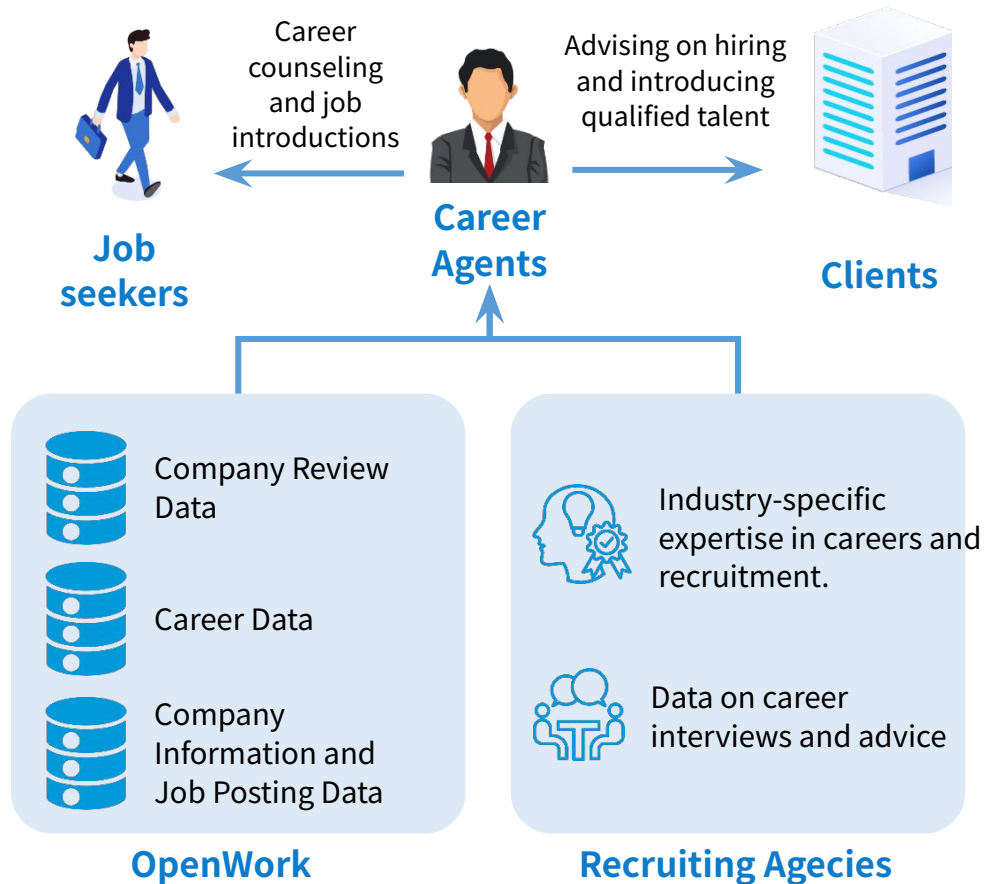 Career
counseling
and job
introductions
Advising on hiring
and introducing
qualified talent
Career
Agents
Job
seekers
Clients
Company Review
Data
Career Data
Company
Information and
Job Posting Data
Industry-specific
expertise in careers and
recruitment.
Data on career
interviews and advice
OpenWork
Recruiting Agecies